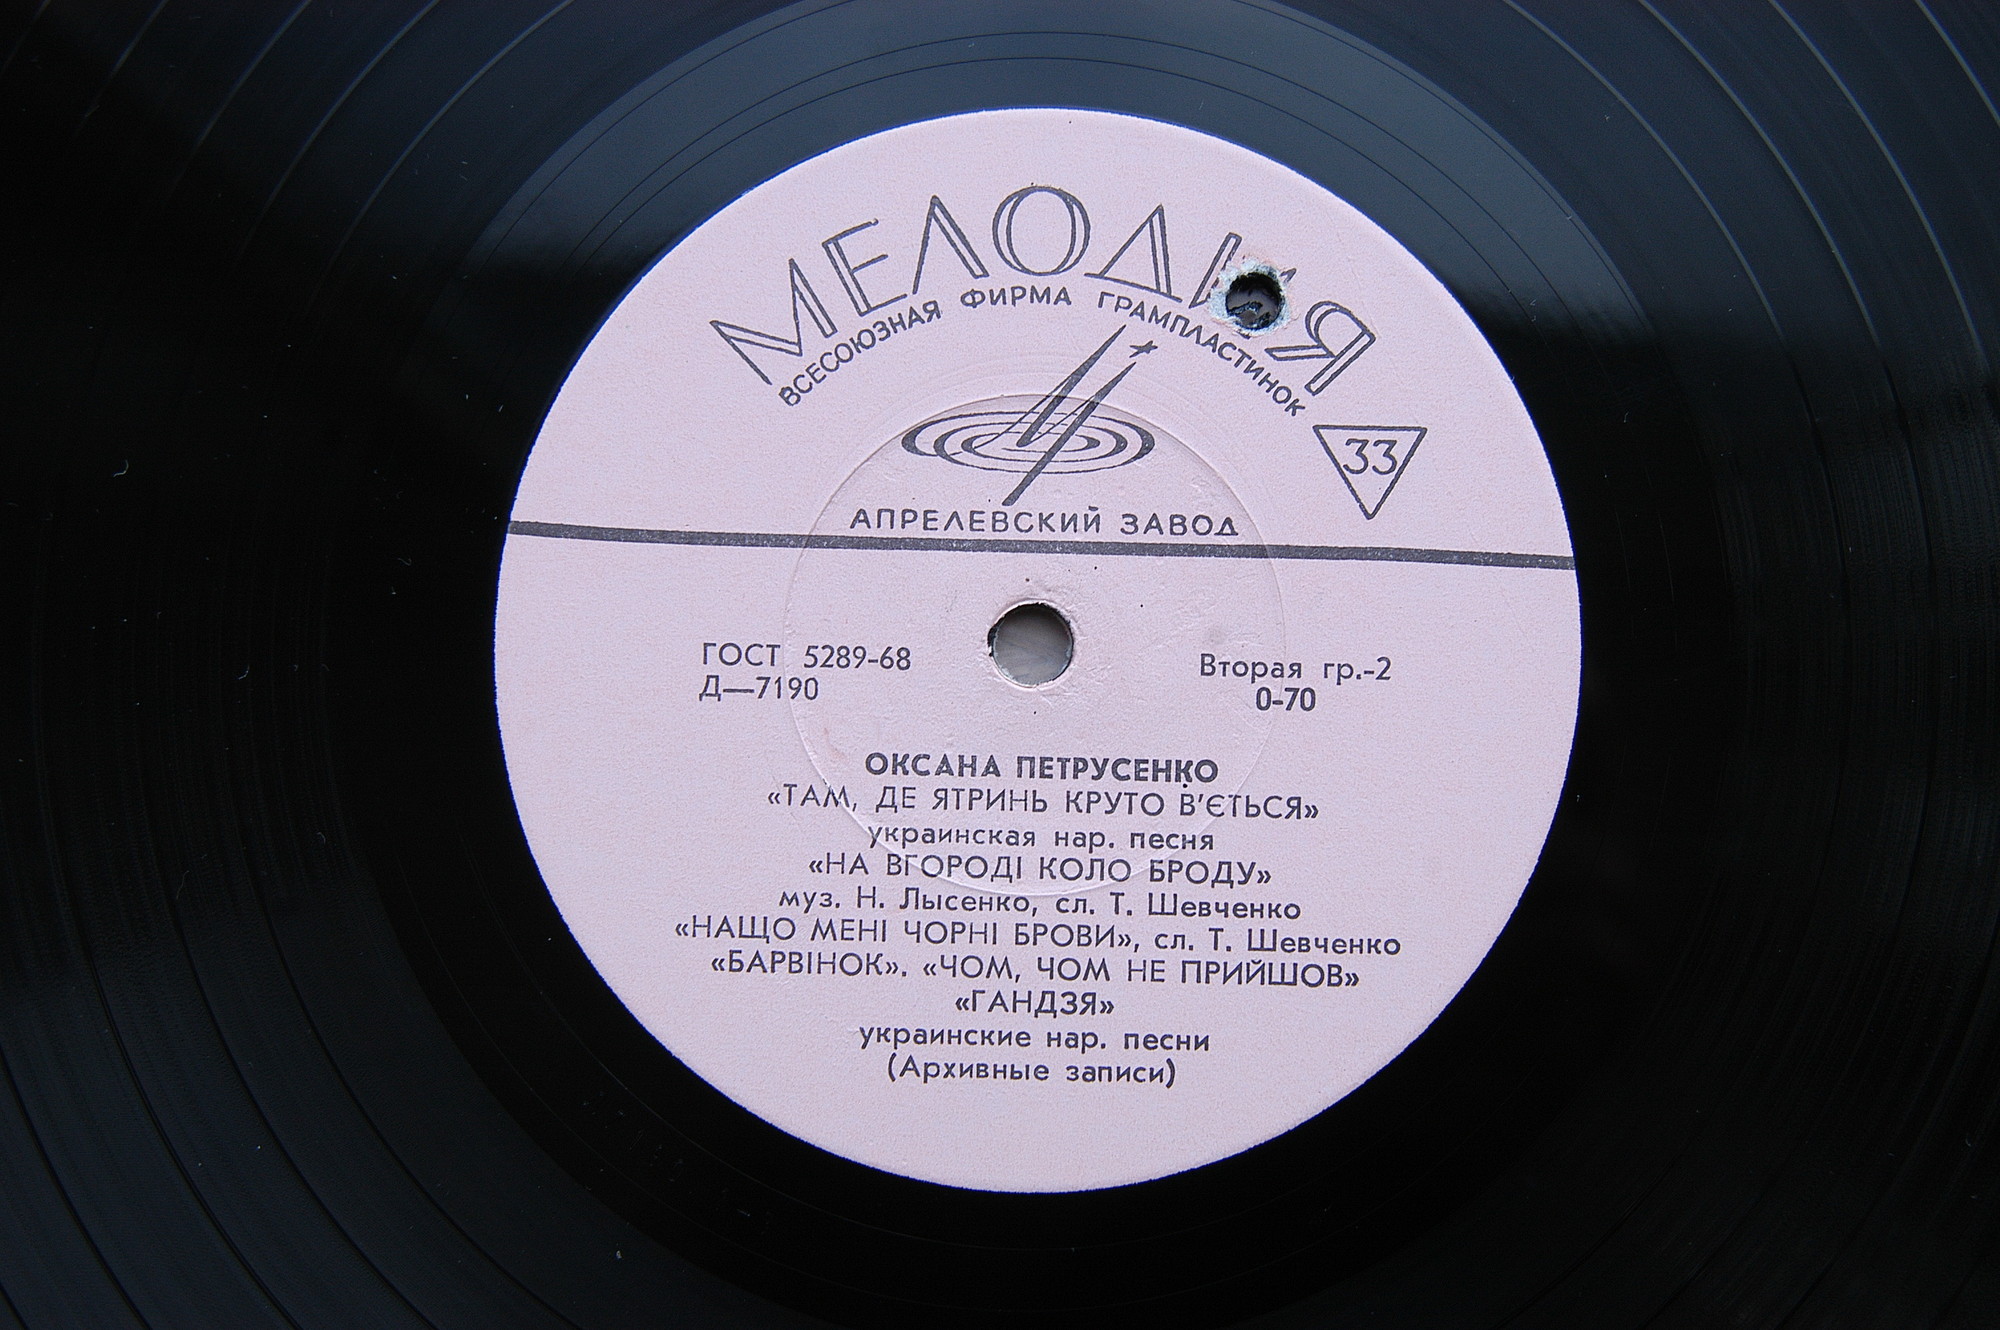 МЕЛОДИЯ
ВСЕСОЮЗНАЯ ФИРМА ГРАМПЛАСТИНОК
33
АПРЕЛЕВСКИЙ ЗАВОД
ГОСТ 5289-68
Д—7190
Вторая гр.-2
0-70
ОКСАНА ПЕТРУСЕНКО
«ТАМ, ДЕ ЯТРИНЬ КРУТО В'ЄТЬСЯ»
украинская нар. песня
«НА ВГОРОДІ КОЛО БРОДУ»
муз. Н. Лысенко, сл. Т. Шевченко
«НАЩО МЕНІ ЧОРНІ БРОВИ», сл. Т. Шевченко
«БАРВІНОК». «ЧОМ, ЧОМ НЕ ПРИЙШОВ»
«ГАНДЗЯ»
украинские нар. песни
(Архивные записи)